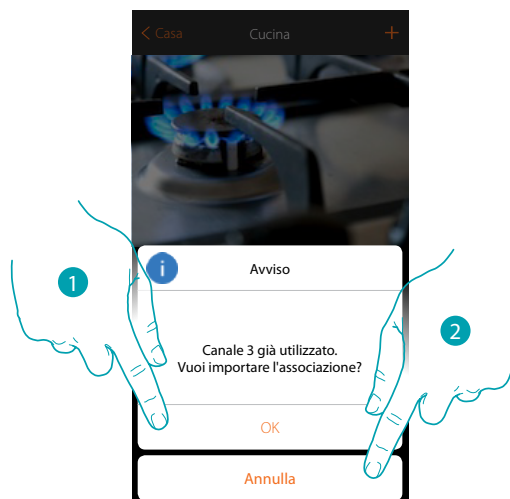 < Casa Cucina +
i Avviso
1
2
Canale 3 già utilizzato.
Vuoi importare l'associazione?
OK
Annulla